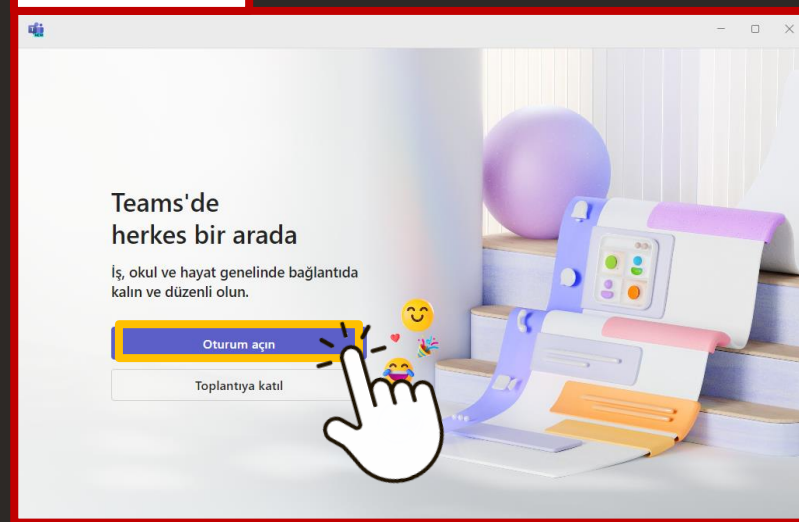 Teams'de
herkes bir arada
İş, okul ve hayat genelinde bağlantıda
kalın ve düzenli olun.
Oturum açın
Toplantıya katıl